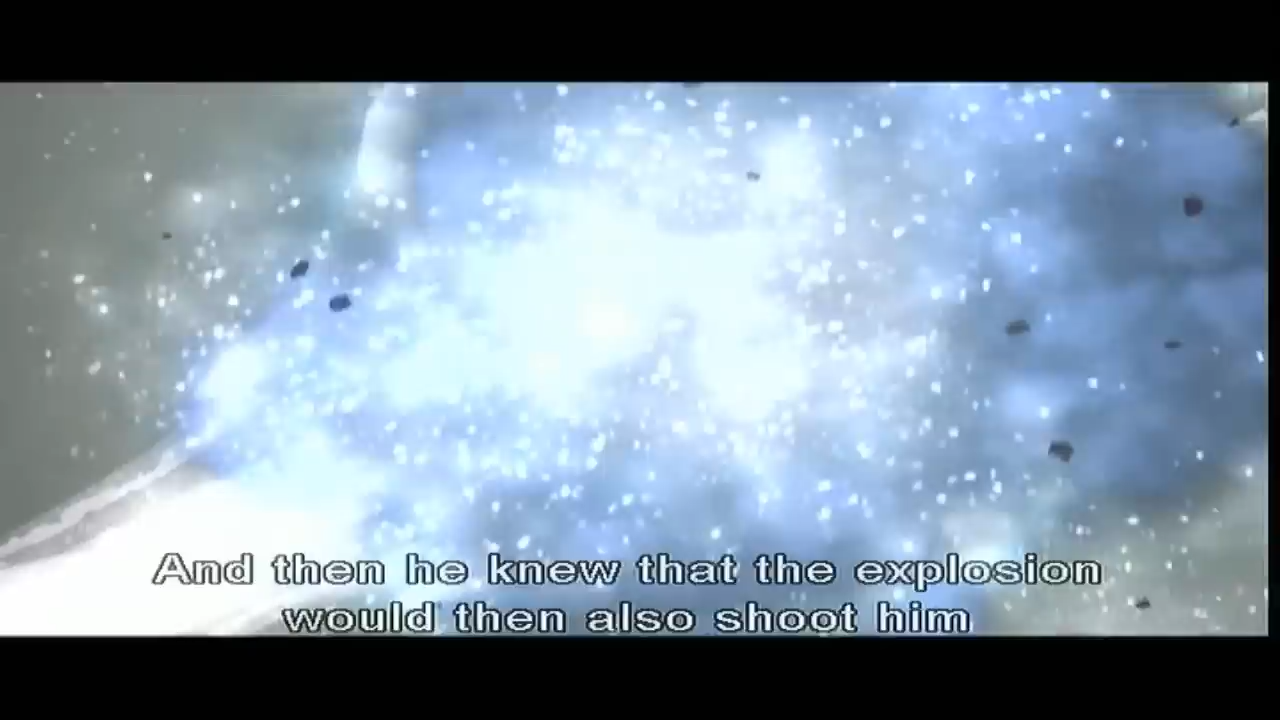 And then he knew that the explosion
would then also shoot him